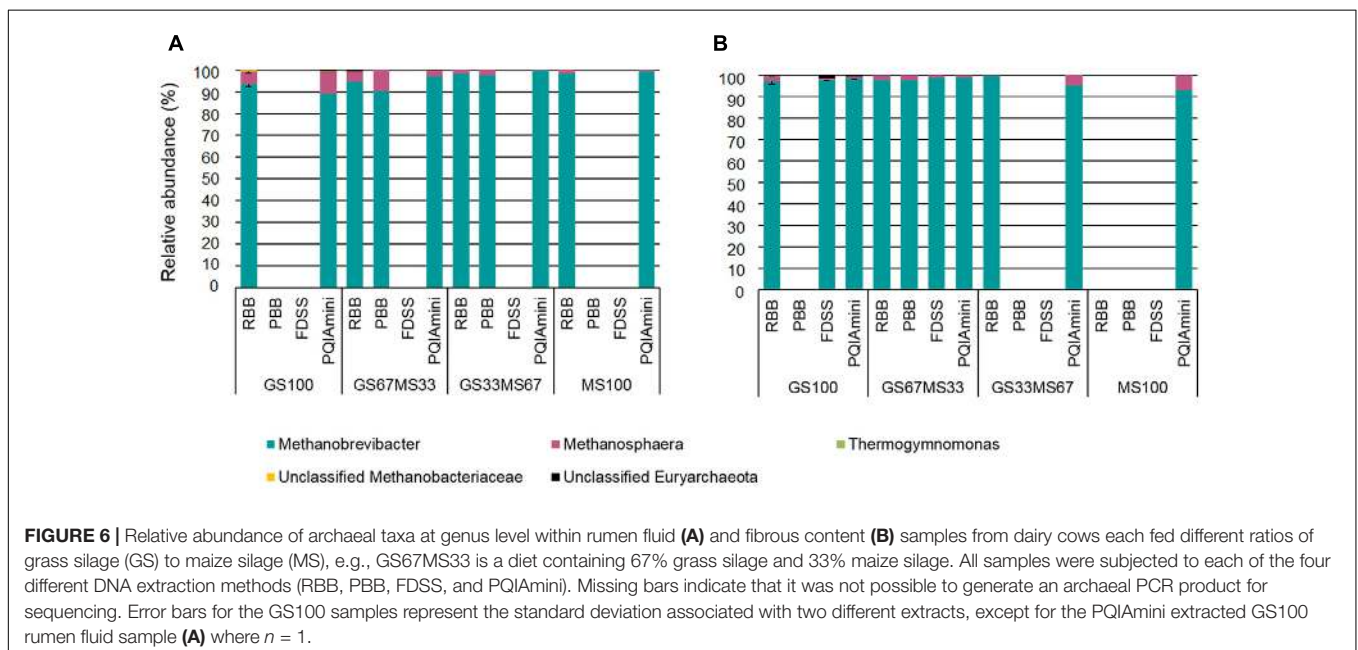 A
B
Relative abundance (%)
100
90
80
70
60
50
40
30
20
10
0
RBB
PBB
FDSS
PQIAmini
RBB
PBB
FDSS
PQIAmini
RBB
PBB
FDSS
PQIAmini
RBB
PBB
FDSS
PQIAmini
GS100 GS67MS33 GS33MS67 MS100
100
90
80
70
60
50
40
30
20
10
0
RBB
PBB
FDSS
PQIAmini
RBB
PBB
FDSS
PQIAmini
RBB
PBB
FDSS
PQIAmini
RBB
PBB
FDSS
PQIAmini
GS100 GS67MS33 GS33MS67 MS100
Methanobrevibacter Methanosphaera Thermogymnomonas
Unclassified Methanobacteriaceae Unclassified Euryarchaeota
FIGURE 6 | Relative abundance of archaeal taxa at genus level within rumen fluid (A) and fibrous content (B) samples from dairy cows each fed different ratios of
grass silage (GS) to maize silage (MS), e.g., GS67MS33 is a diet containing 67% grass silage and 33% maize silage. All samples were subjected to each of the four
different DNA extraction methods (RBB, PBB, FDSS, and PQIAmini). Missing bars indicate that it was not possible to generate an archaeal PCR product for
sequencing. Error bars for the GS100 samples represent the standard deviation associated with two different extracts, except for the PQIAmini extracted GS100
rumen fluid sample (A) where n = 1.